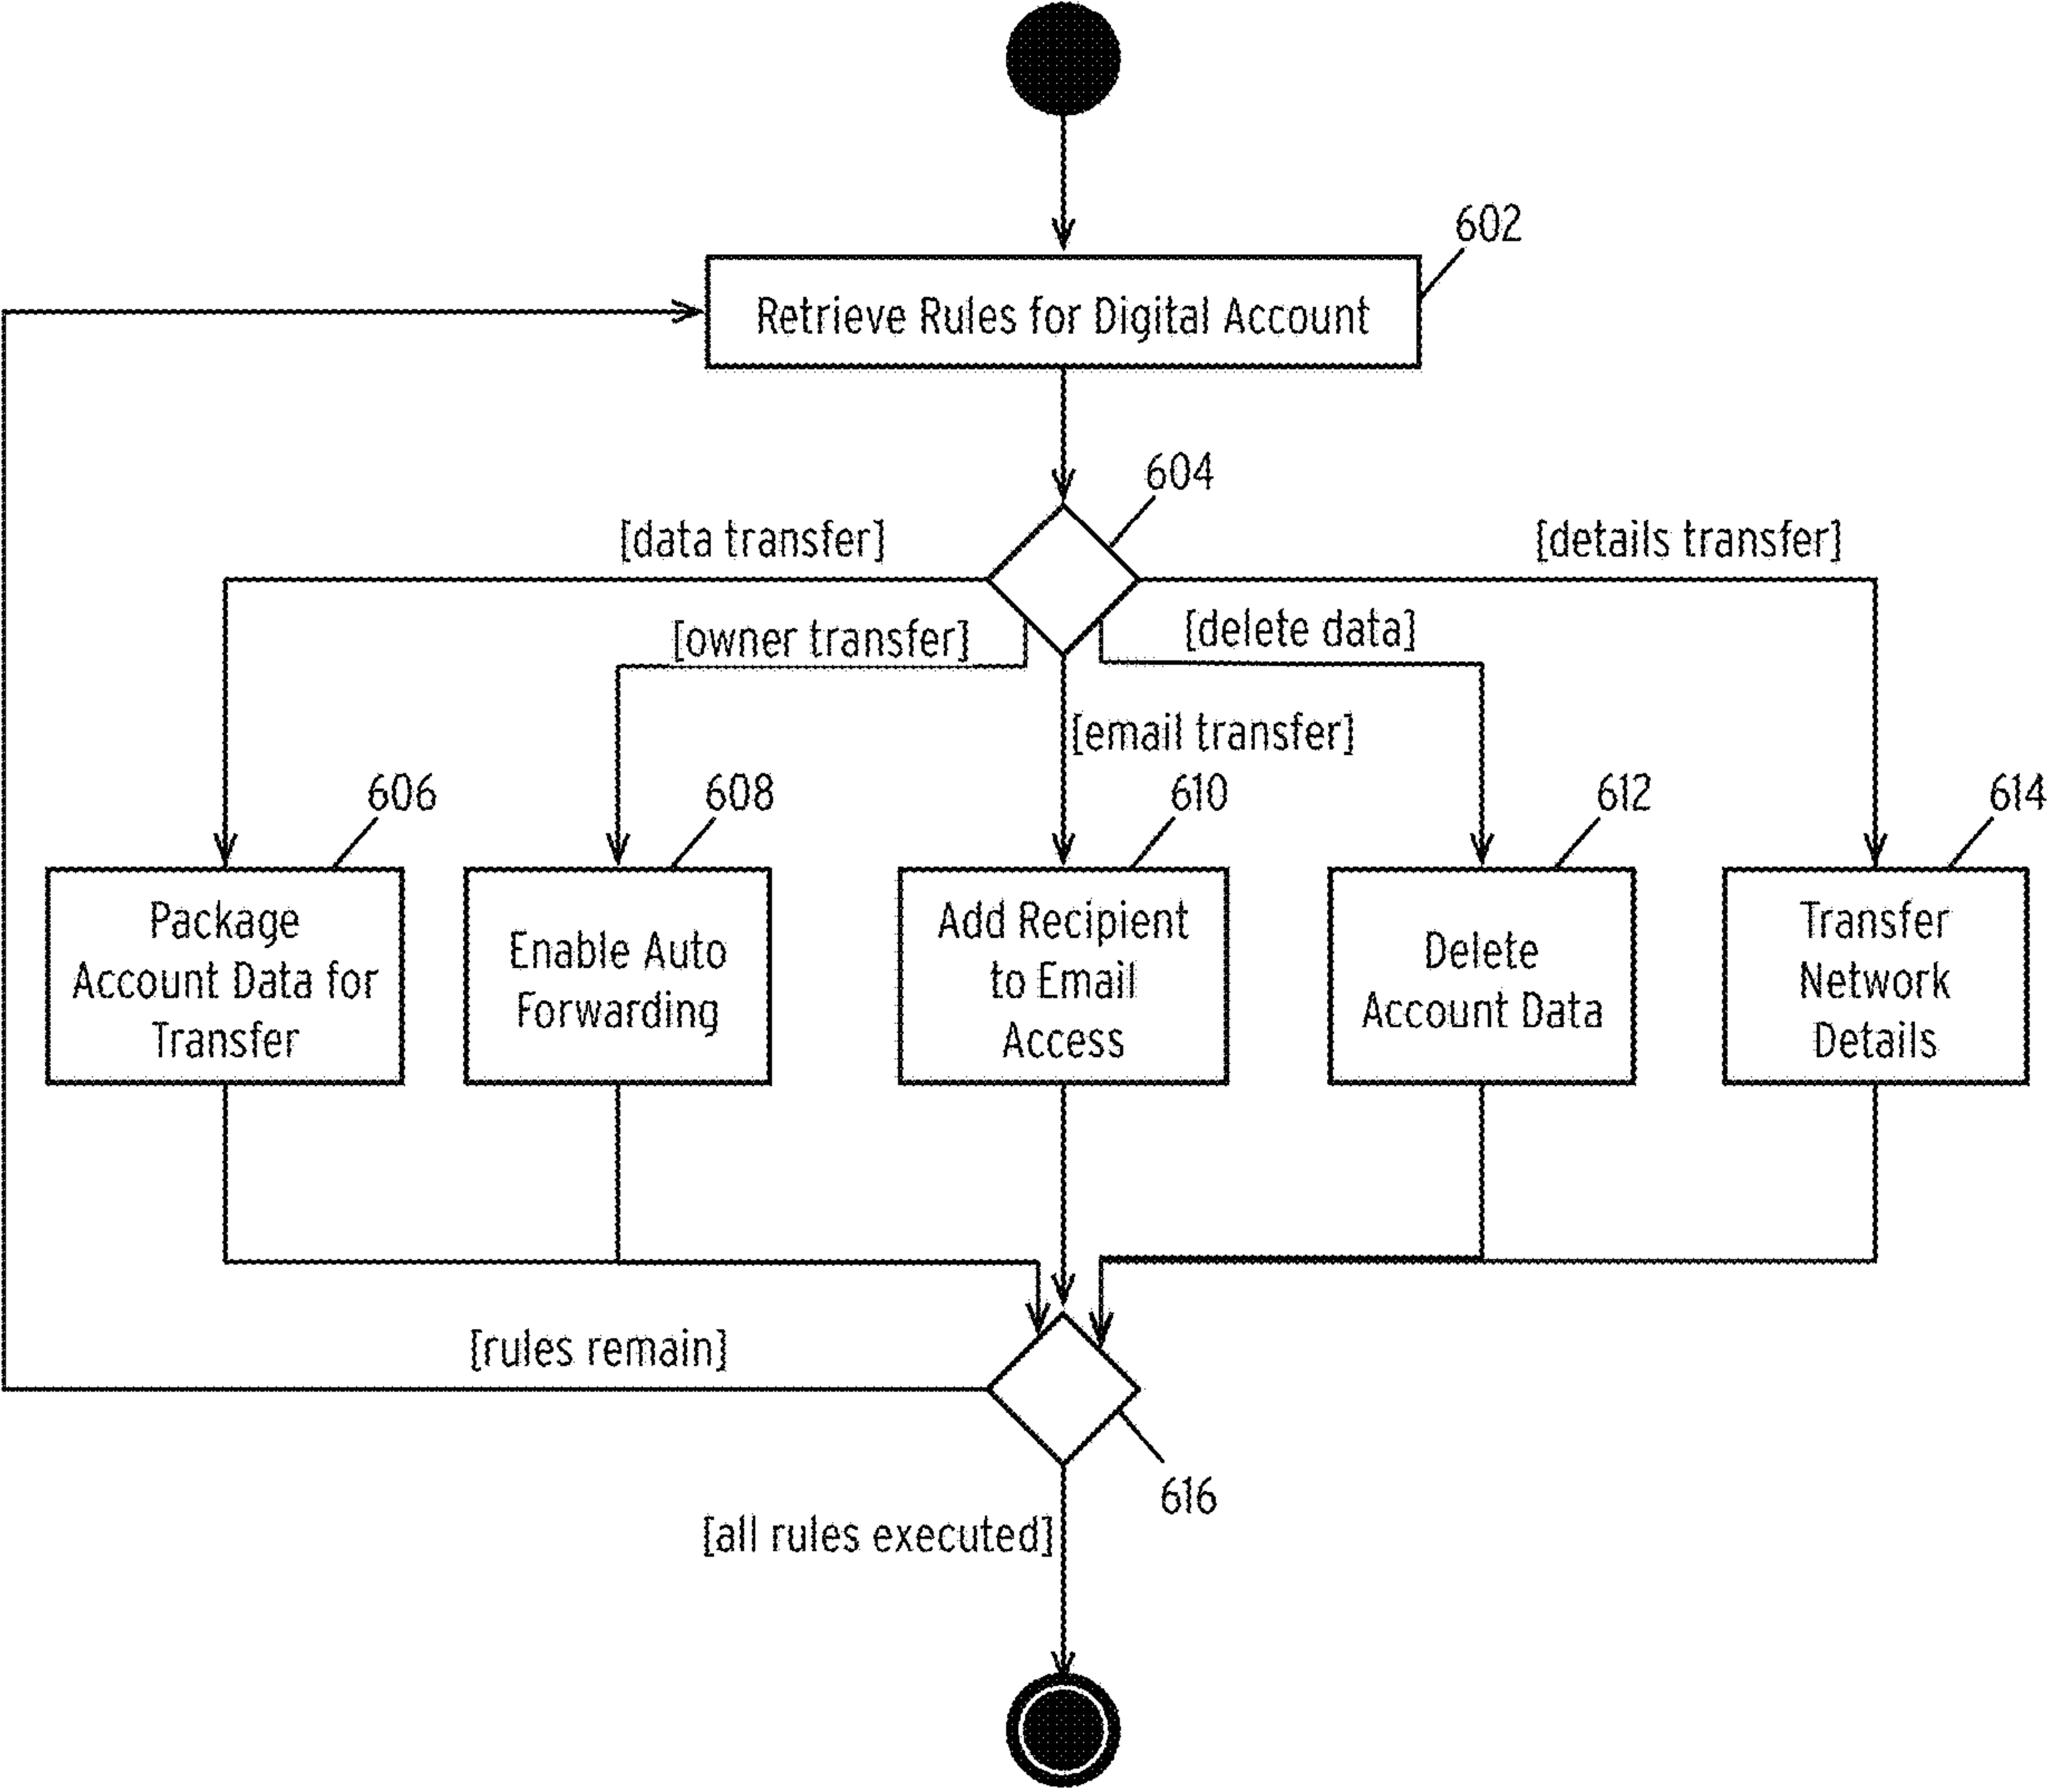 602
Retrieve Rules for Digital Account
604
[data transfer]
[details transfer]
[owner transfer]
[delete data]
[email transfer]
606
608
610
612
614
Package
Account Data for
Transfer
Enable Auto
Forwarding
Add Recipient
to Email
Access
Delete
Account Data
Transfer
Network
Details
[rules remain]
616
[all rules executed]